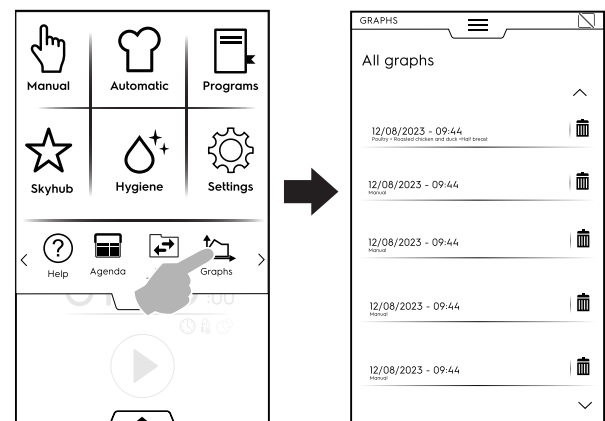 Manual Automatic Programs
Skyhub Hygiene Settings
Help Agenda Graphs
:00
GRAPHS
All graphs
12/08/2023 - 09:44
Poultry > Roasted chicken and duck >Half breast
12/08/2023 - 09:44
Manual
12/08/2023 - 09:44
Manual
12/08/2023 - 09:44
Manual
12/08/2023 - 09:44
Manual